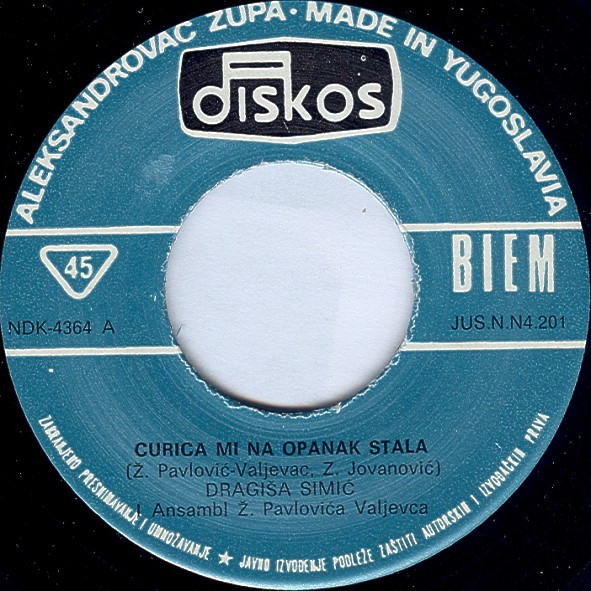 ALEKSANDROVAC ŽUPA · MADE IN YUGOSLAVIA
DISKOS
45
BIEM
NDK-4364 A
JUS.N.N4.201
CURICA MI NA OPANAK STALA
(Ž. Pavlović-Valjevac, Z. Jovanović)
DRAGIŠA SIMIĆ
i Ansambl Ž. Pavlovića Valjevca
ZABRANJENO PRESNIMAVANJE I UMNOŽAVANJE ★ JAVNO IZVOĐENJE PODLEŽE ZAŠTITI AUTORSKIH I IZVOĐAČKIH PRAVA